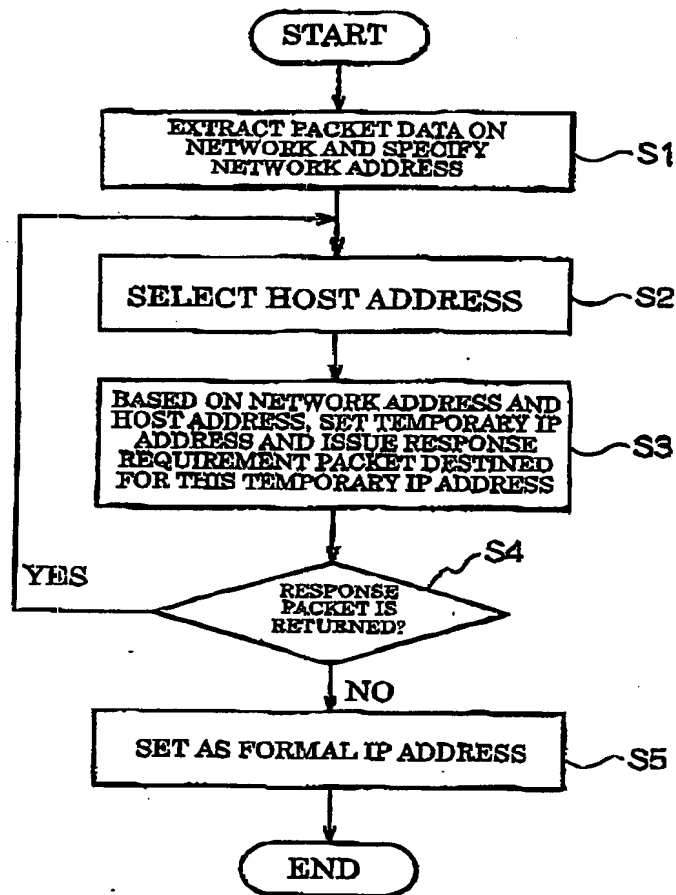 START
EXTRACT PACKET DATA ON
NETWORK AND SPECIFY
NETWORK ADDRESS
S1
SELECT HOST ADDRESS
S2
BASED ON NETWORK ADDRESS AND
HOST ADDRESS, SET TEMPORARY IP
ADDRESS AND ISSUE RESPONSE
REQUIREMENT PACKET DESTINED
FOR THIS TEMPORARY IP ADDRESS
S3
S4
YES
RESPONSE
PACKET IS
RETURNED?
NO
SET AS FORMAL IP ADDRESS
S5
END